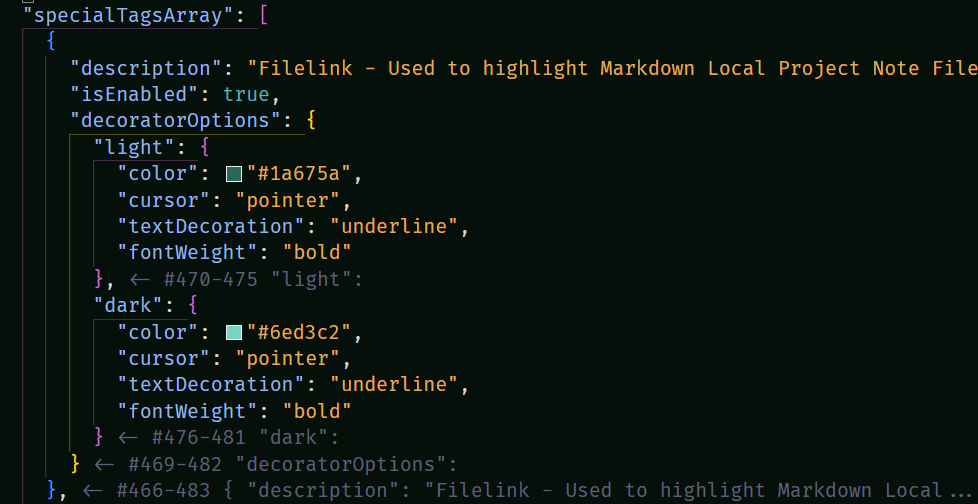 "specialTagsArray": [
{
"description": "Filelink - Used to highlight Markdown Local Project Note File
"isEnabled": true,
"decoratorOptions": {
"light": {
"color": "#1a675a",
"cursor": "pointer",
"textDecoration": "underline",
"fontWeight": "bold"
}, <- #470-475 "light":
"dark": {
"color": "#6ed3c2",
"cursor": "pointer",
"textDecoration": "underline",
"fontWeight": "bold"
} <- #476-481 "dark":
} <- #469-482 "decoratorOptions":
}, <- #466-483 { "description": "Filelink - Used to highlight Markdown Local...